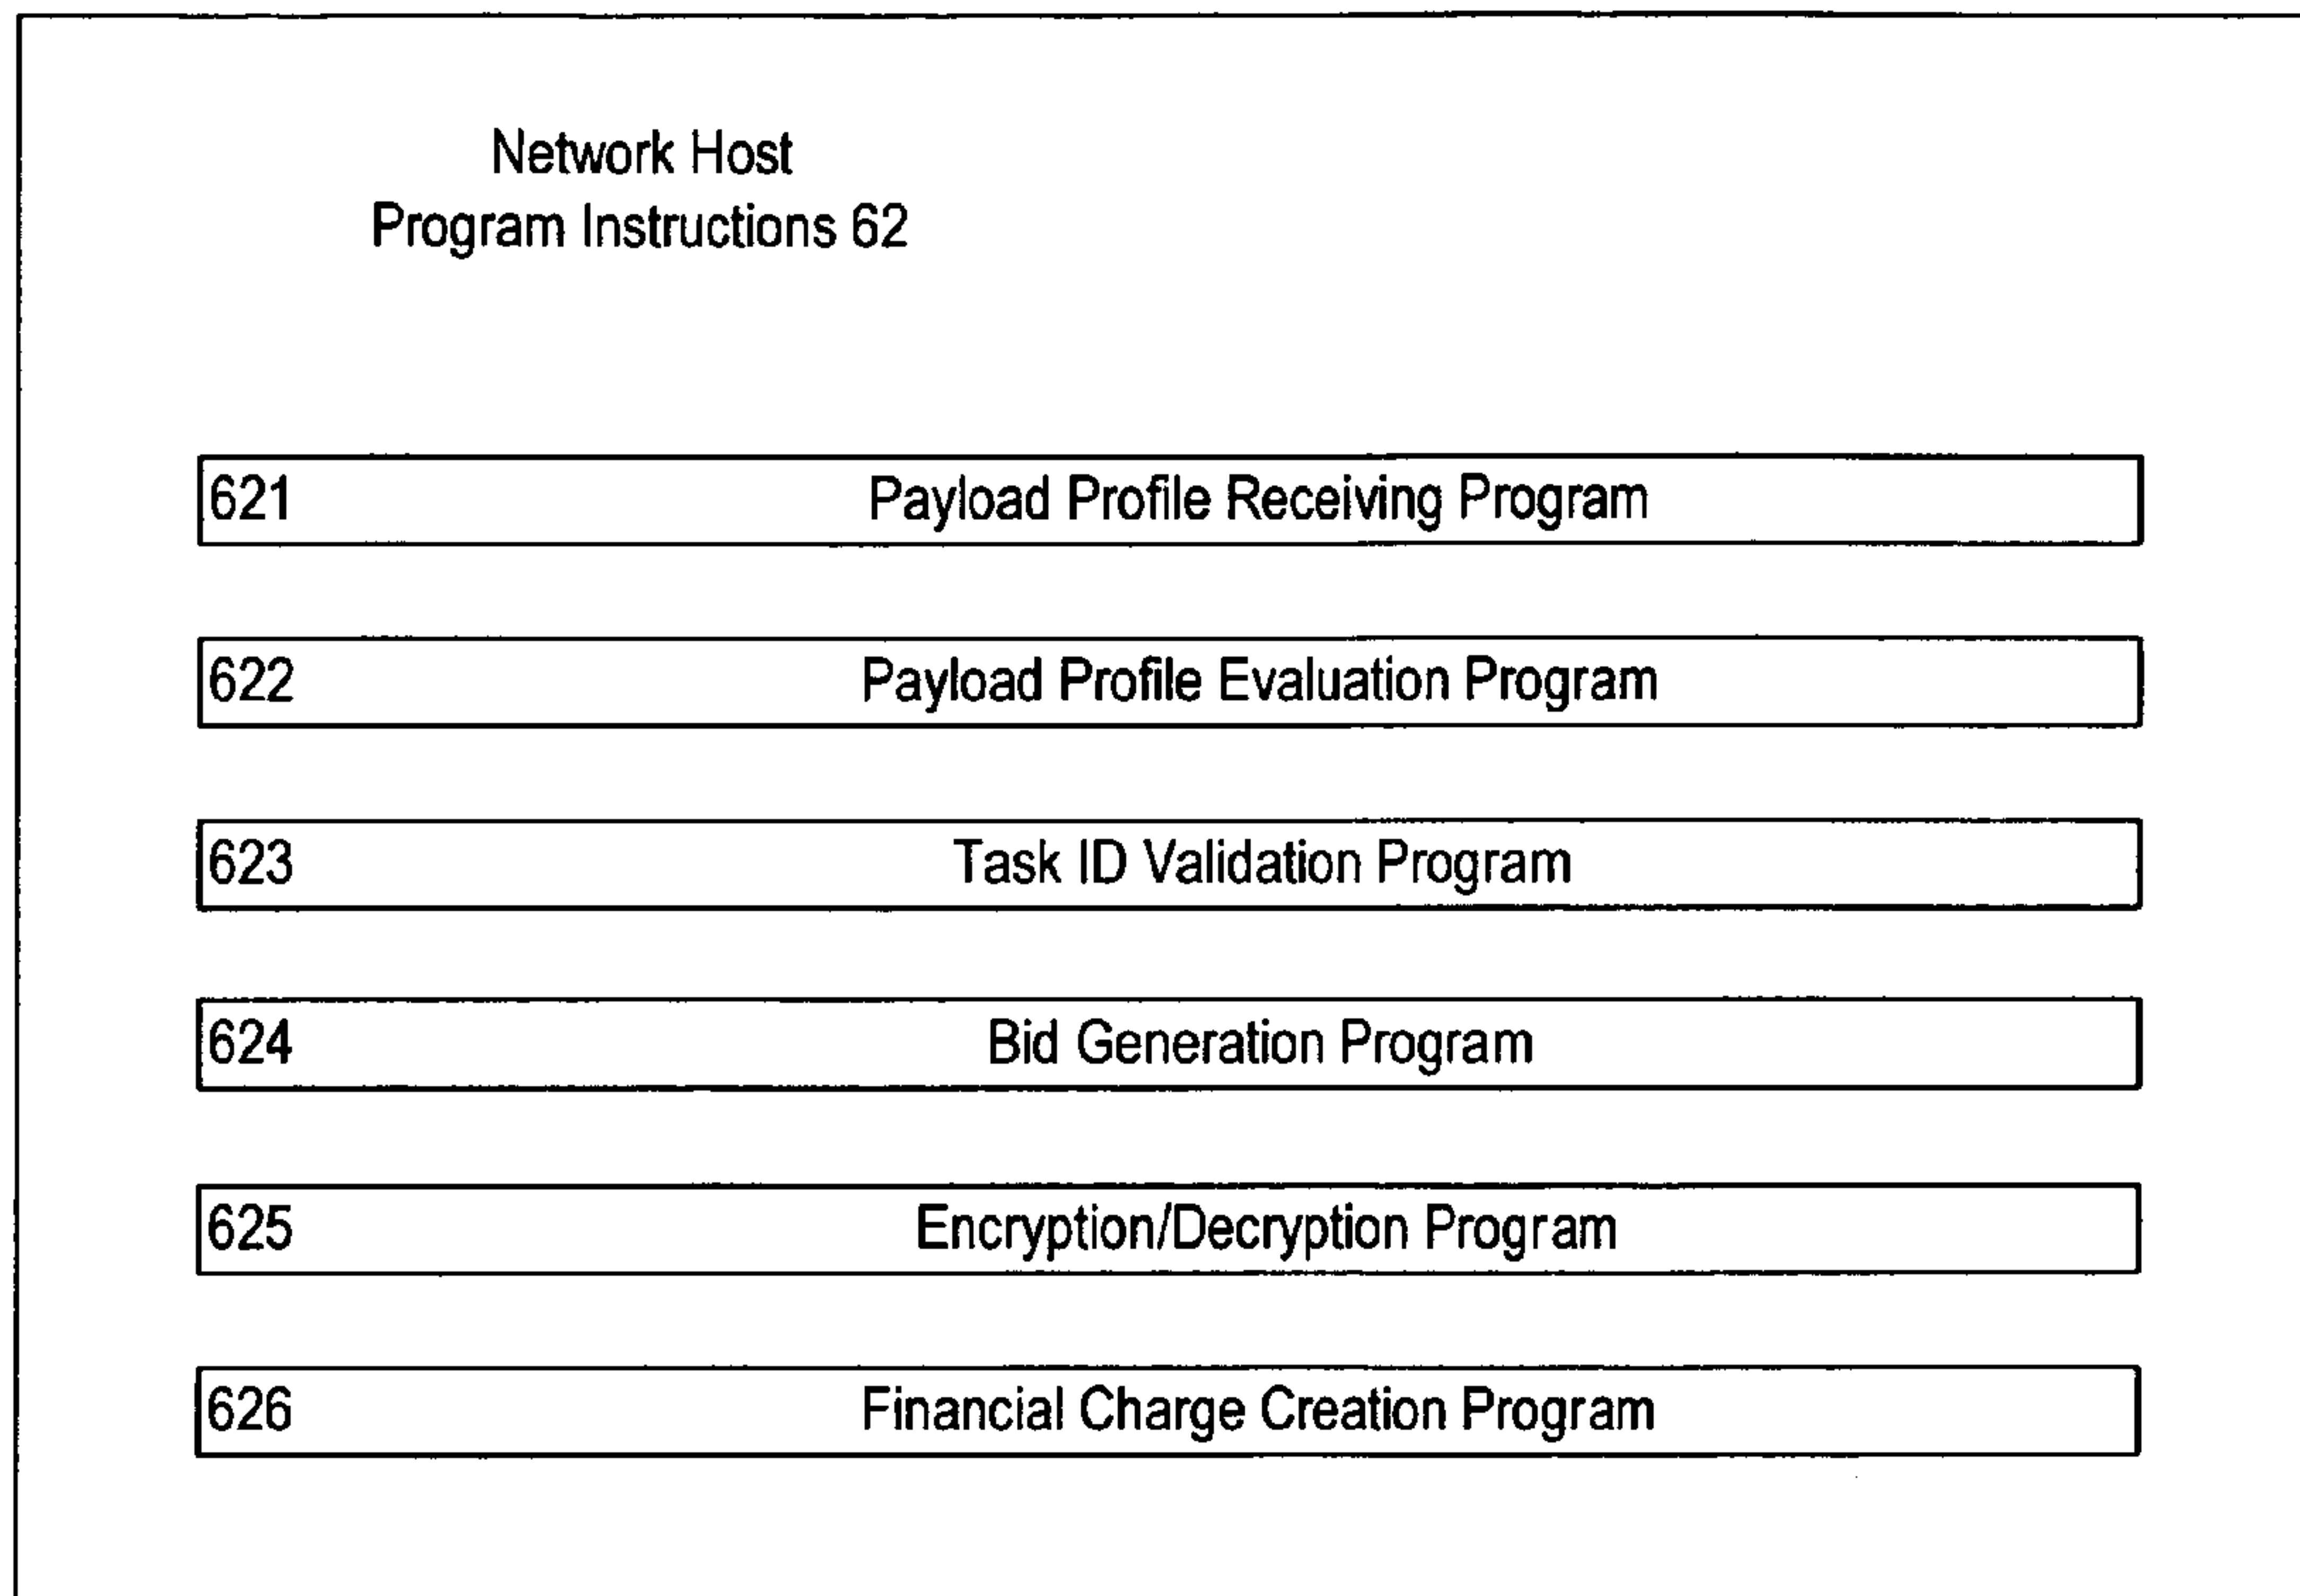 Network Host
Program Instructions 62
621 Payload Profile Receiving Program
622 Payload Profile Evaluation Program
623 Task ID Validation Program
624 Bid Generation Program
625 Encryption/Decryption Program
626 Financial Charge Creation Program